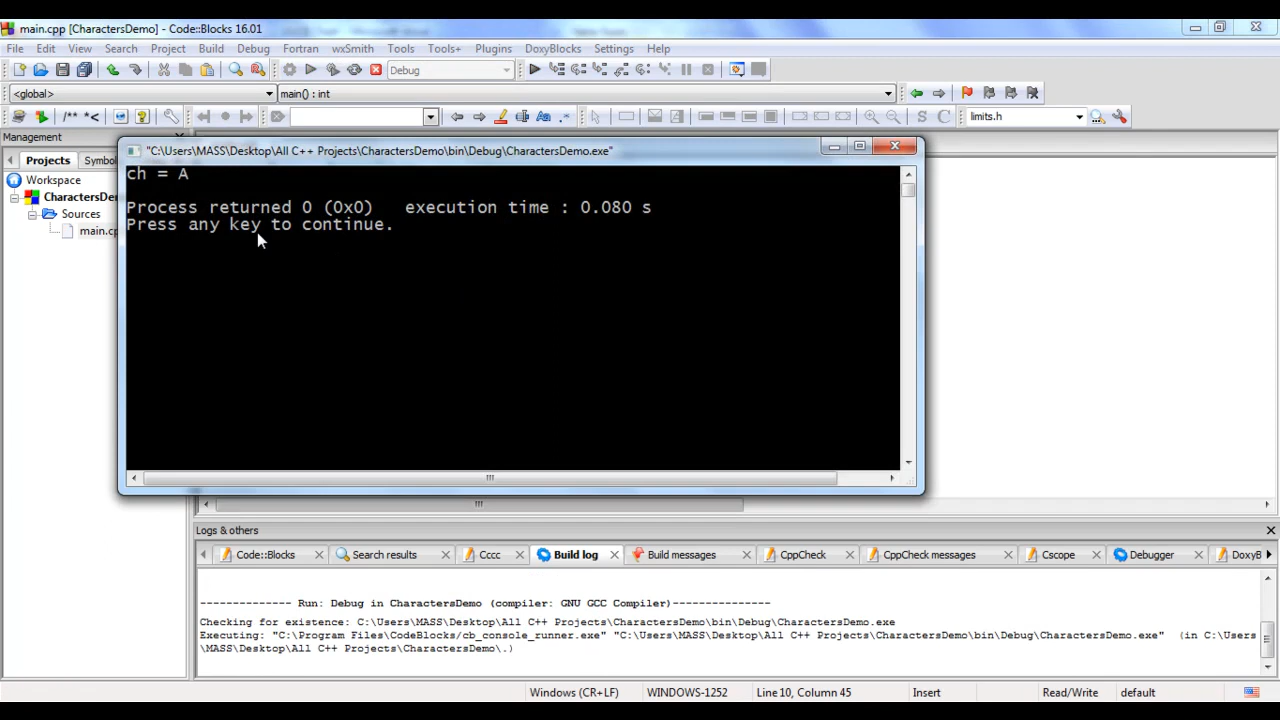 main.cpp [CharactersDemo] - Code::Blocks 16.01
File Edit View Search Project Build Debug Fortran wxSmith Tools Tools+ Plugins DoxyBlocks Settings Help
Debug
<global> main() : int
/** *< Aa .* S C limits.h
Management
"C:\Users\MASS\Desktop\All C++ Projects\CharactersDemo\bin\Debug\CharactersDemo.exe"
Projects Symbo
ch = A
Workspace
CharactersDe
Process returned 0 (0x0) execution time : 0.080 s
Sources
Press any key to continue.
main.cp
Logs & others
Code::Blocks Search results Cccc Build log Build messages CppCheck CppCheck messages Cscope Debugger DoxyB
-------------- Run: Debug in CharactersDemo (compiler: GNU GCC Compiler)---------------
Checking for existence: C:\Users\MASS\Desktop\All C++ Projects\CharactersDemo\bin\Debug\CharactersDemo.exe
Executing: "C:\Program Files\CodeBlocks/cb_console_runner.exe" "C:\Users\MASS\Desktop\All C++ Projects\CharactersDemo\bin\Debug\CharactersDemo.exe" (in C:\Users
\MASS\Desktop\All C++ Projects\CharactersDemo\.)
Windows (CR+LF) WINDOWS-1252 Line 10, Column 45 Insert Read/Write default